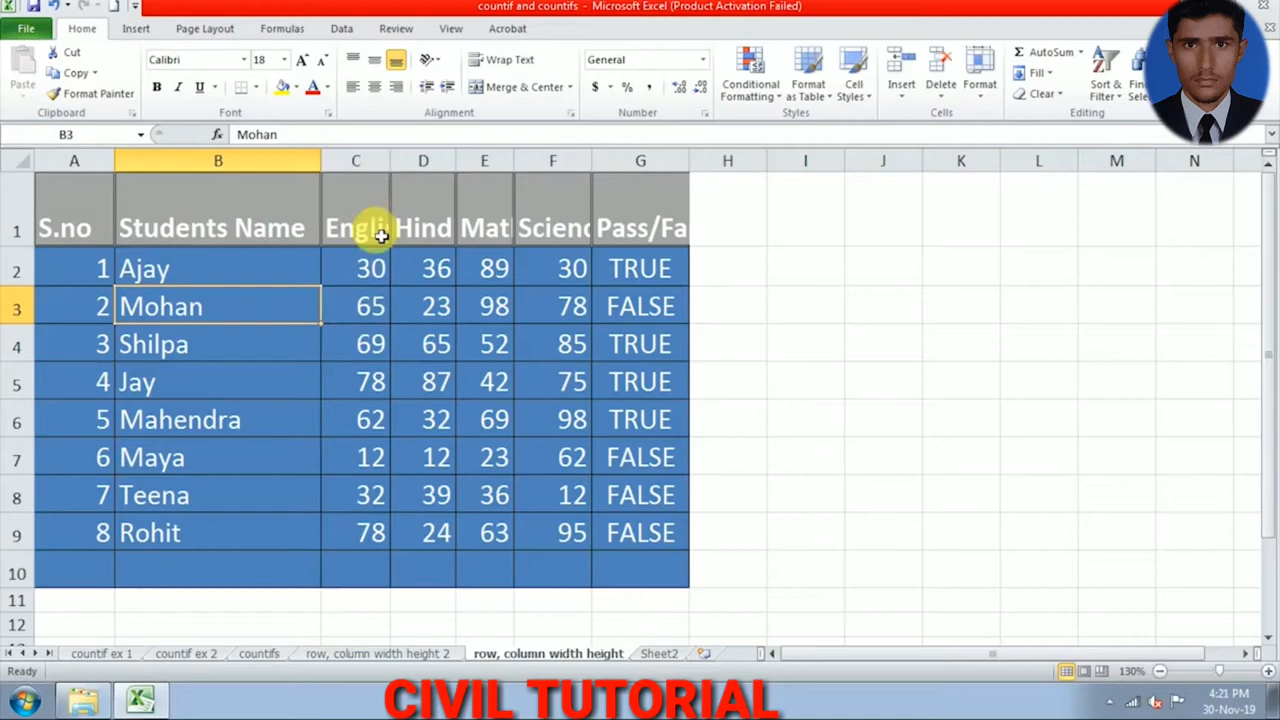 countif and countifs - Microsoft Excel (Product Activation Failed)
File Home Insert Page Layout Formulas Data Review View Acrobat
Cut
Copy
Format Painter
Paste
Clipboard
Calibri 18
B I U
Font
Wrap Text
Merge & Center
Alignment
General
$ % ,
Number
Conditional Formatting
Format as Table
Cell Styles
Styles
Insert Delete Format
Cells
AutoSum
Fill
Clear
Sort & Filter
Editing
B3 fx Mohan
A B C D E F G H I J K L M N
1 S.no Students Name Engli Hind Mat Scienc Pass/Fa
2 1 Ajay 30 36 89 30 TRUE
3 2 Mohan 65 23 98 78 FALSE
4 3 Shilpa 69 65 52 85 TRUE
5 4 Jay 78 87 42 75 TRUE
6 5 Mahendra 62 32 69 98 TRUE
7 6 Maya 12 12 23 62 FALSE
8 7 Teena 32 39 36 12 FALSE
9 8 Rohit 78 24 63 95 FALSE
10
11
12
countif ex 1 countif ex 2 countifs row, column width height 2 row, column width height Sheet2
Ready 130%
CIVIL TUTORIAL
4:21 PM
30-Nov-19